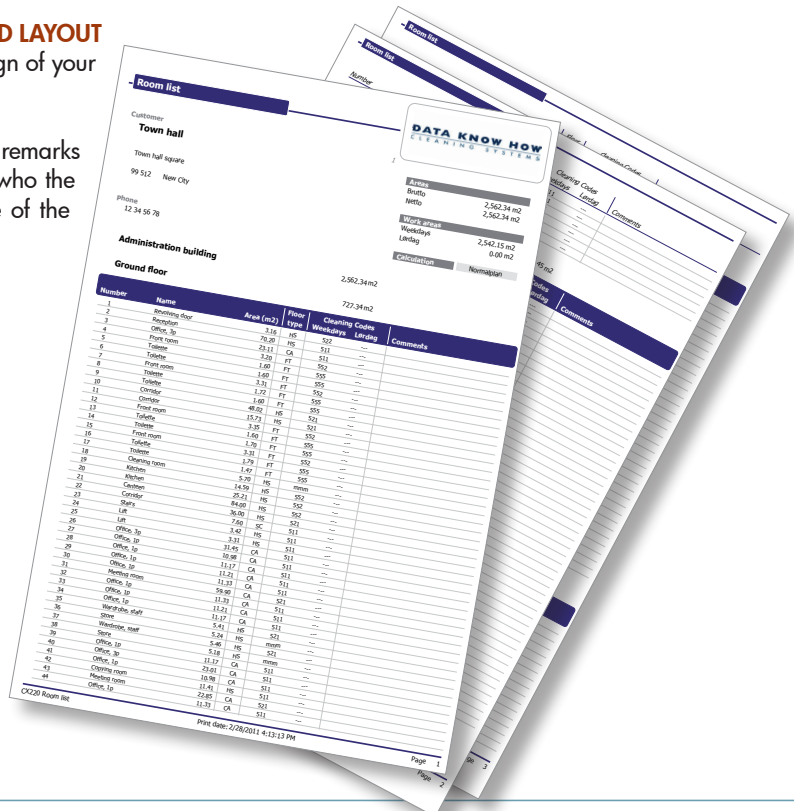 D LAYOUT
gn of your
remarks
who the
e of the
Room list
Customer
Town hall
Town hall square
99 512 New City
Phone
12 34 56 78
1
DATA KNOW HOW
CLEANING SYSTEMS
Areas
Brutto 2,562.34 m2
Netto 2,562.34 m2
Work areas
Weekdays 2,542.15 m2
Lørdag 0.00 m2
Calculation Normalplan
Administration building 2,562.34 m2
Ground floor 727.34 m2
Number Name Area (m2) Floor type Cleaning Codes Weekdays Lørdag Comments
1 Revolving door 3.16 HS 522 ---
2 Reception 70.20 HS 511 ---
3 Office, 3p 23.11 CA 511 ---
4 Front room 3.20 FT 552 ---
5 Toilette 1.60 FT 555 ---
6 Toilette 1.60 FT 555 ---
7 Front room 3.31 FT 552 ---
8 Toilette 1.72 FT 555 ---
9 Toilette 1.60 FT 555 ---
10 Corridor 48.02 HS 521 ---
11 Corridor 15.73 HS 521 ---
12 Front room 3.35 FT 552 ---
13 Toilette 1.60 FT 555 ---
14 Toilette 1.70 FT 555 ---
15 Front room 3.31 FT 552 ---
16 Toilette 1.79 FT 555 ---
17 Toilette 1.47 FT 555 ---
18 Cleaning room 5.70 HS mmm ---
20 Kitchen 14.59 HS 552 ---
21 Kitchen 25.21 HS 552 ---
22 Canteen 84.00 HS 521 ---
23 Corridor 36.00 HS 511 ---
24 Stairs 7.60 SC 511 ---
25 Lift 3.42 HS 511 ---
26 Lift 3.31 HS 511 ---
27 Office, 3p 31.45 CA 511 ---
28 Office, 1p 10.98 CA 511 ---
29 Office, 1p 11.17 CA 511 ---
30 Office, 1p 11.21 CA 511 ---
31 Office, 1p 11.33 CA 511 ---
Meeting room 59.90 CA 521 ---
33 Office, 1p 11.33 CA 511 ---
34 Office, 1p 11.21 CA 511 ---
35 Office, 1p 11.17 CA 511 ---
36 Wardrobe, staff 5.41 HS 521 ---
37 Store 5.24 HS mmm ---
38 Wardrobe, staff 5.46 HS 521 ---
39 Store 5.18 HS mmm ---
40 Office, 1p 11.17 CA 511 ---
41 Office, 3p 23.01 CA 511 ---
42 Office, 1p 10.98 CA 511 ---
43 Copying room 11.41 HS 511 ---
44 Meeting room 22.85 CA 511 ---
Office, 1p 11.33 CA 511 ---
CX220 Room list Print date: 2/28/2011 4:13:13 PM Page 1
Room list
Number
Cleaning Codes
Lørdag Comments
45 m2
Comments
Page 2
Room list
Floor Cleaning Codes
3